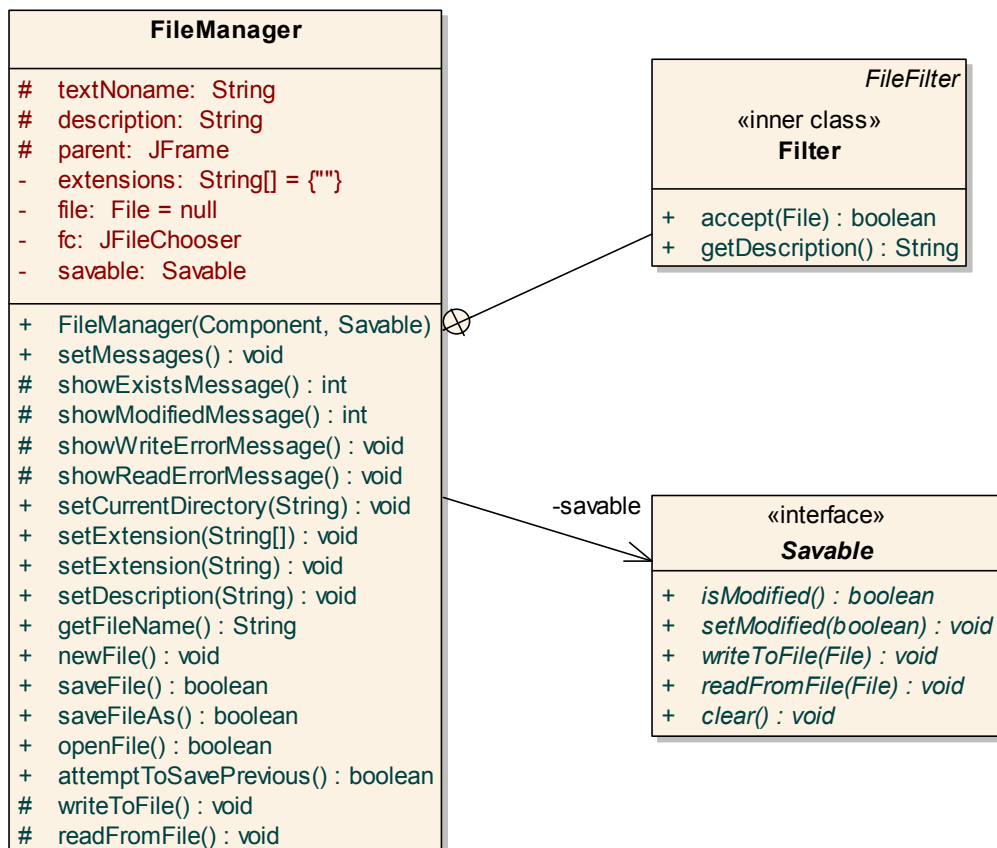 FileManager
# textNoname: String
# description: String
# parent: JFrame
- extensions: String[] = {""}
- file: File = null
- fc: JFileChooser
- savable: Savable
+ FileManager(Component, Savable)
+ setMessages() : void
# showExistsMessage() : int
# showModifiedMessage() : int
# showWriteErrorMessage() : void
# showReadErrorMessage() : void
+ setCurrentDirectory(String) : void
+ setExtension(String[]) : void
+ setExtension(String) : void
+ setDescription(String) : void
+ getFileName() : String
+ newFile() : void
+ saveFile() : boolean
+ saveFileAs() : boolean
+ openFile() : boolean
+ attemptToSavePrevious() : boolean
# writeToFile() : void
# readFromFile() : void
FileFilter
«inner class»
Filter
+ accept(File) : boolean
+ getDescription() : String
-savable
«interface»
Savable
+ isModified() : boolean
+ setModified(boolean) : void
+ writeToFile(File) : void
+ readFromFile(File) : void
+ clear() : void